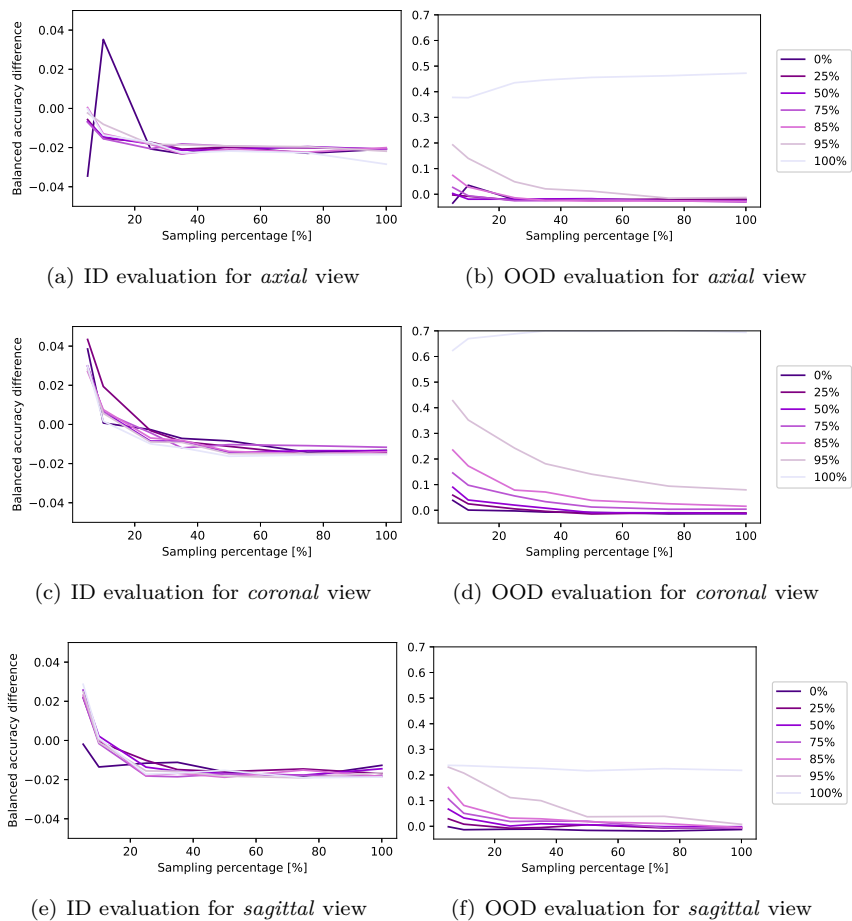 0.04
0.02
0.00
−0.02
−0.04
Balanced accuracy difference
20 40 60 80 100
Sampling percentage [%]
0.7
0.6
0.5
0.4
0.3
0.2
0.1
0.0
20 40 60 80 100
Sampling percentage [%]
0%
25%
50%
75%
85%
95%
100%
(a) ID evaluation for axial view
(b) OOD evaluation for axial view
0.04
0.02
0.00
−0.02
−0.04
Balanced accuracy difference
20 40 60 80 100
Sampling percentage [%]
0.7
0.6
0.5
0.4
0.3
0.2
0.1
0.0
20 40 60 80 100
Sampling percentage [%]
0%
25%
50%
75%
85%
95%
100%
(c) ID evaluation for coronal view
(d) OOD evaluation for coronal view
0.04
0.02
0.00
−0.02
−0.04
Balanced accuracy difference
20 40 60 80 100
Sampling percentage [%]
0.7
0.6
0.5
0.4
0.3
0.2
0.1
0.0
20 40 60 80 100
Sampling percentage [%]
0%
25%
50%
75%
85%
95%
100%
(e) ID evaluation for sagittal view
(f) OOD evaluation for sagittal view